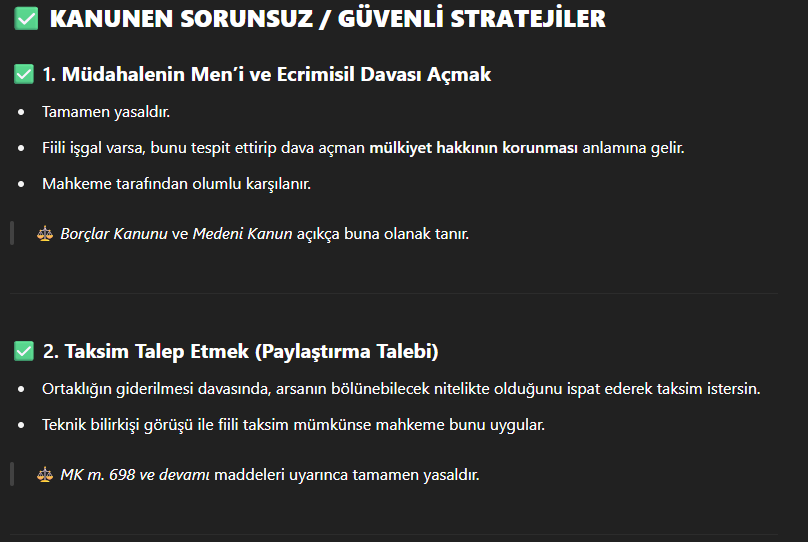 ✅ KANUNEN SORUNSUZ / GÜVENLİ STRATEJİLER
✅ 1. Müdahalenin Men’i ve Ecrimisil Davası Açmak
• Tamamen yasaldır.
• Fiili işgal varsa, bunu tespit ettirip dava açman mülkiyet hakkının korunması anlamına gelir.
• Mahkeme tarafından olumlu karşılanır.
⚖️ Borçlar Kanunu ve Medeni Kanun açıkça buna olanak tanır.
✅ 2. Taksim Talep Etmek (Paylaştırma Talebi)
• Ortaklığın giderilmesi davasında, arsanın bölünebilecek nitelikte olduğunu ispat ederek taksim istersin.
• Teknik bilirkişi görüşü ile fiili taksim mümkünse mahkeme bunu uygular.
⚖️ MK m. 698 ve devamı maddeleri uyarınca tamamen yasaldır.